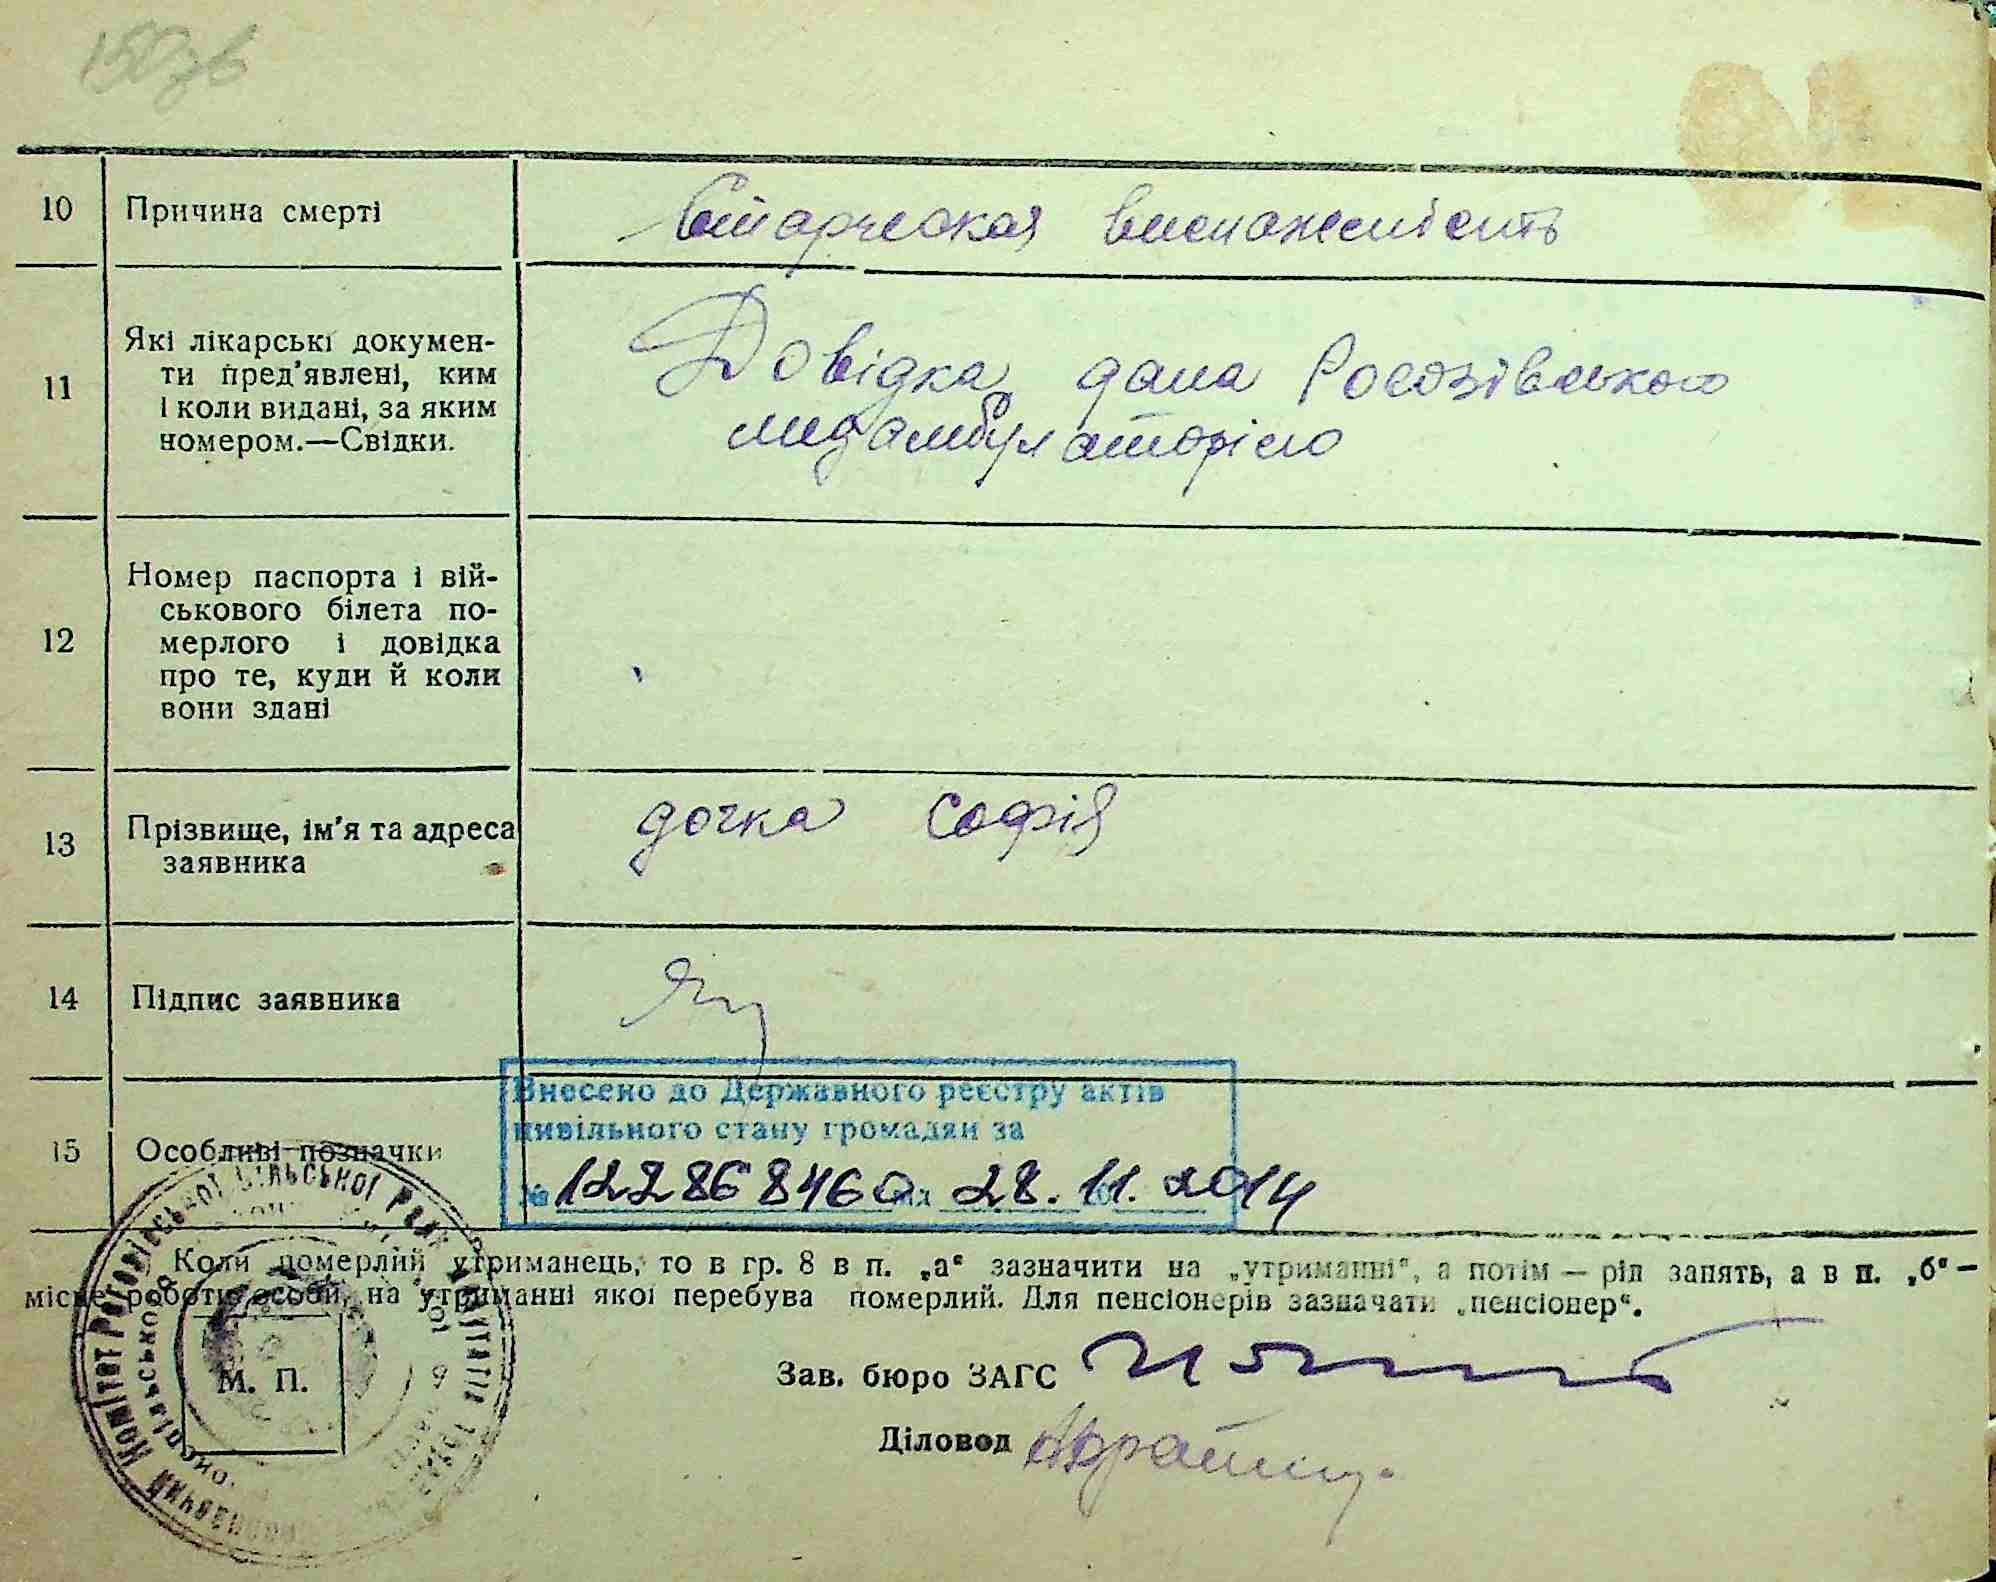 150зв
10 Причина смерті Старческая виснаженість
11 Які лікарські докумен-
ти пред'явлені, ким
і коли видані, за яким
номером.—Свідки.
Довідка дана Росозівською
медамбулаторією
12 Номер паспорта і вій-
ськового білета по-
мерлого і довідка
про те, куди й коли
вони здані
13 Прізвище, ім'я та адреса
заявника
дочка Софія
14 Підпис заявника
Внесено до Державного реєстру актів
цивільного стану громадян за
15 Особливі позначки
№ 122868460 від 28.11.2014
Коли померлий утриманець, то в гр. 8 в п. „а“ зазначити на „утриманні“, а потім — рід занять, а в п. „б“ —
місце роботи особи, на утриманні якої перебува померлий. Для пенсіонерів зазначати „пенсіонер“.
Зав. бюро ЗАГС
М. П.
Діловод